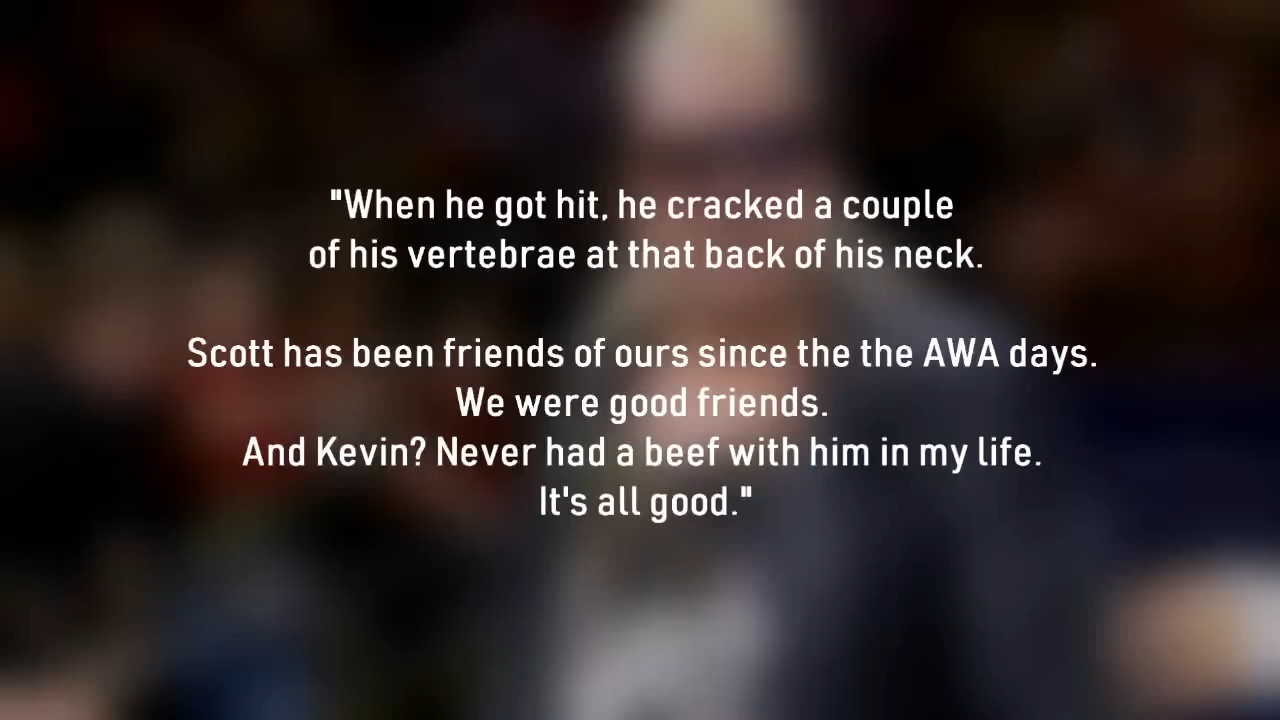 "When he got hit, he cracked a couple
of his vertebrae at that back of his neck.
Scott has been friends of ours since the the AWA days.
We were good friends.
And Kevin? Never had a beef with him in my life.
It's all good."